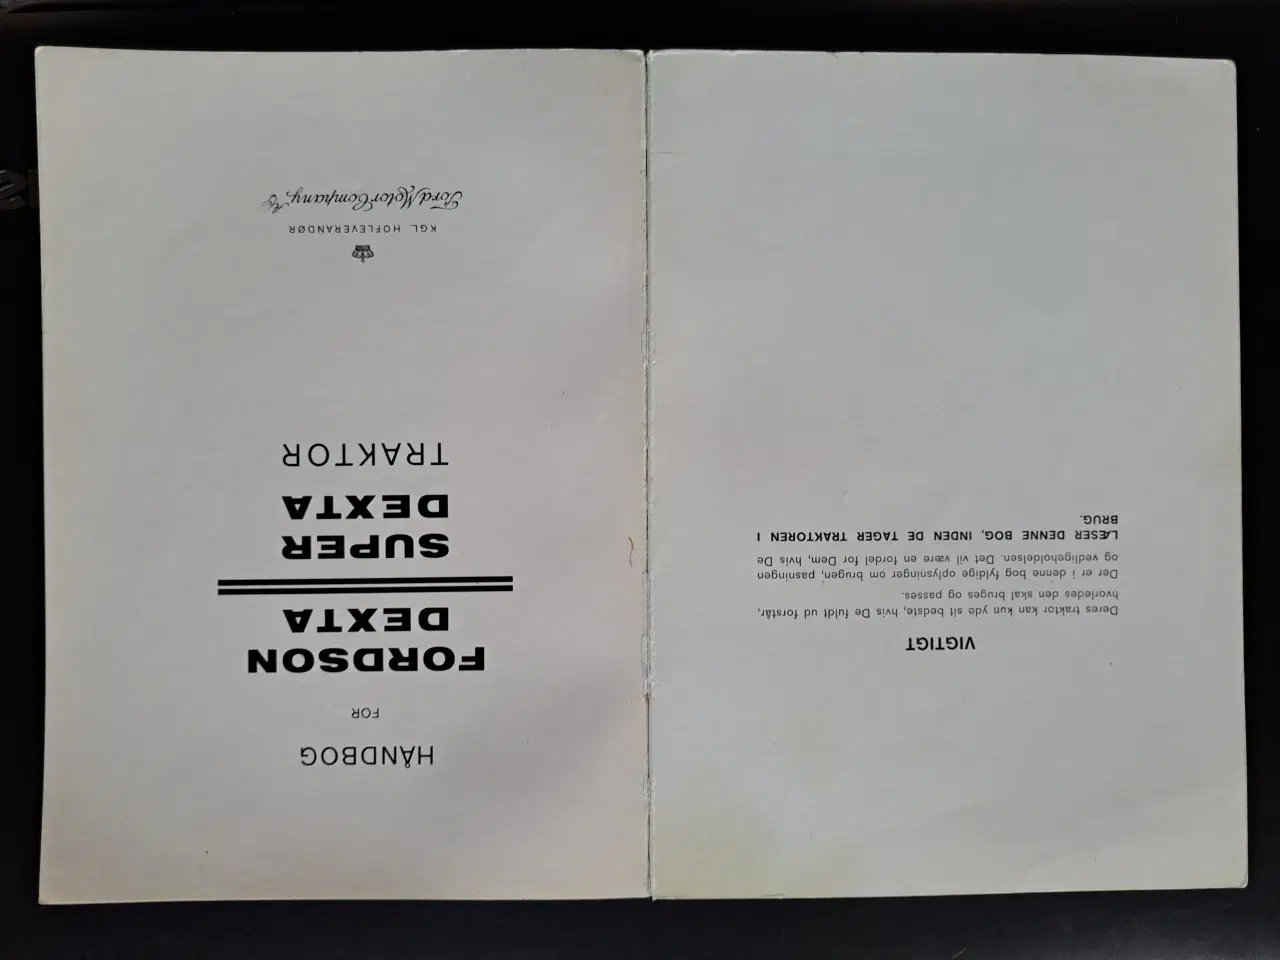 VIGTIGT
Deres traktor kan kun yde sit bedste, hvis De fuldt ud forstår,
hvorledes den skal bruges og passes.
Der er i denne bog fyldige oplysninger om brugen, pasningen
og vedligeholdelsen. Det vil være en fordel for Dem, hvis De
LÆSER DENNE BOG, INDEN DE TAGER TRAKTOREN I
BRUG.
HÅNDBOG
FOR
FORDSON
DEXTA
SUPER
DEXTA
TRAKTOR
KGL. HOFLEVERANDØR
Ford Motor Company, A/S